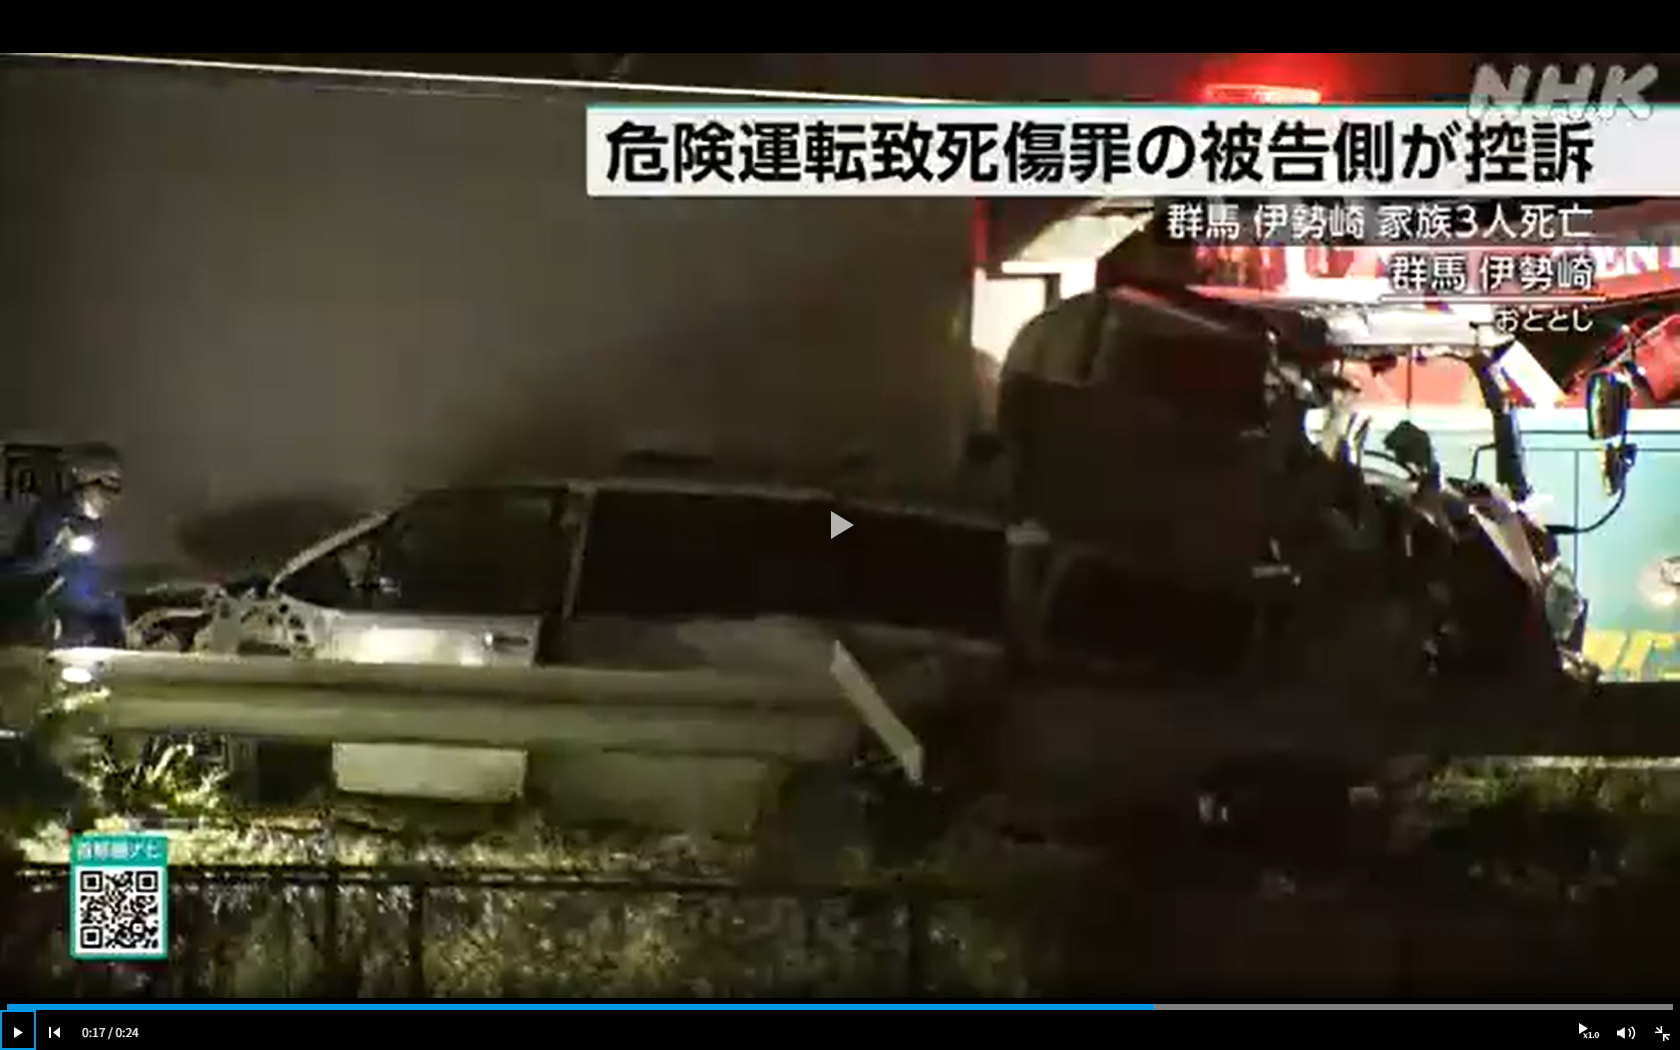 NHK
危険運転致死傷罪の被告側が控訴
群馬 伊勢崎 家族3人死亡
群馬 伊勢崎
おととし
首都圏ナビ
0:17 / 0:24
x1.0